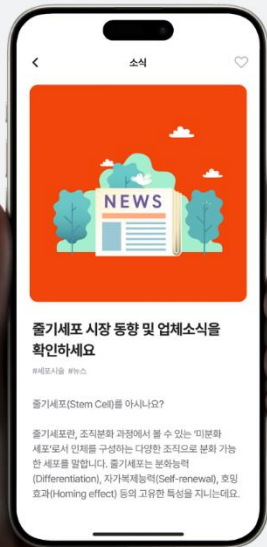 소식
NEWS
줄기세포 시장 동향 및 업체소식을
확인하세요
#세포시술 #뉴스
줄기세포(Stem Cell)를 아시나요?
줄기세포란, 조직분화 과정에서 볼 수 있는 '미분화
세포'로서 인체를 구성하는 다양한 조직으로 분화 가능
한 세포를 말합니다. 줄기세포는 분화능력
(Differentiation), 자가복제능력(Self-renewal), 호밍
효과(Homing effect) 등의 고유한 특성을 지니는데요.